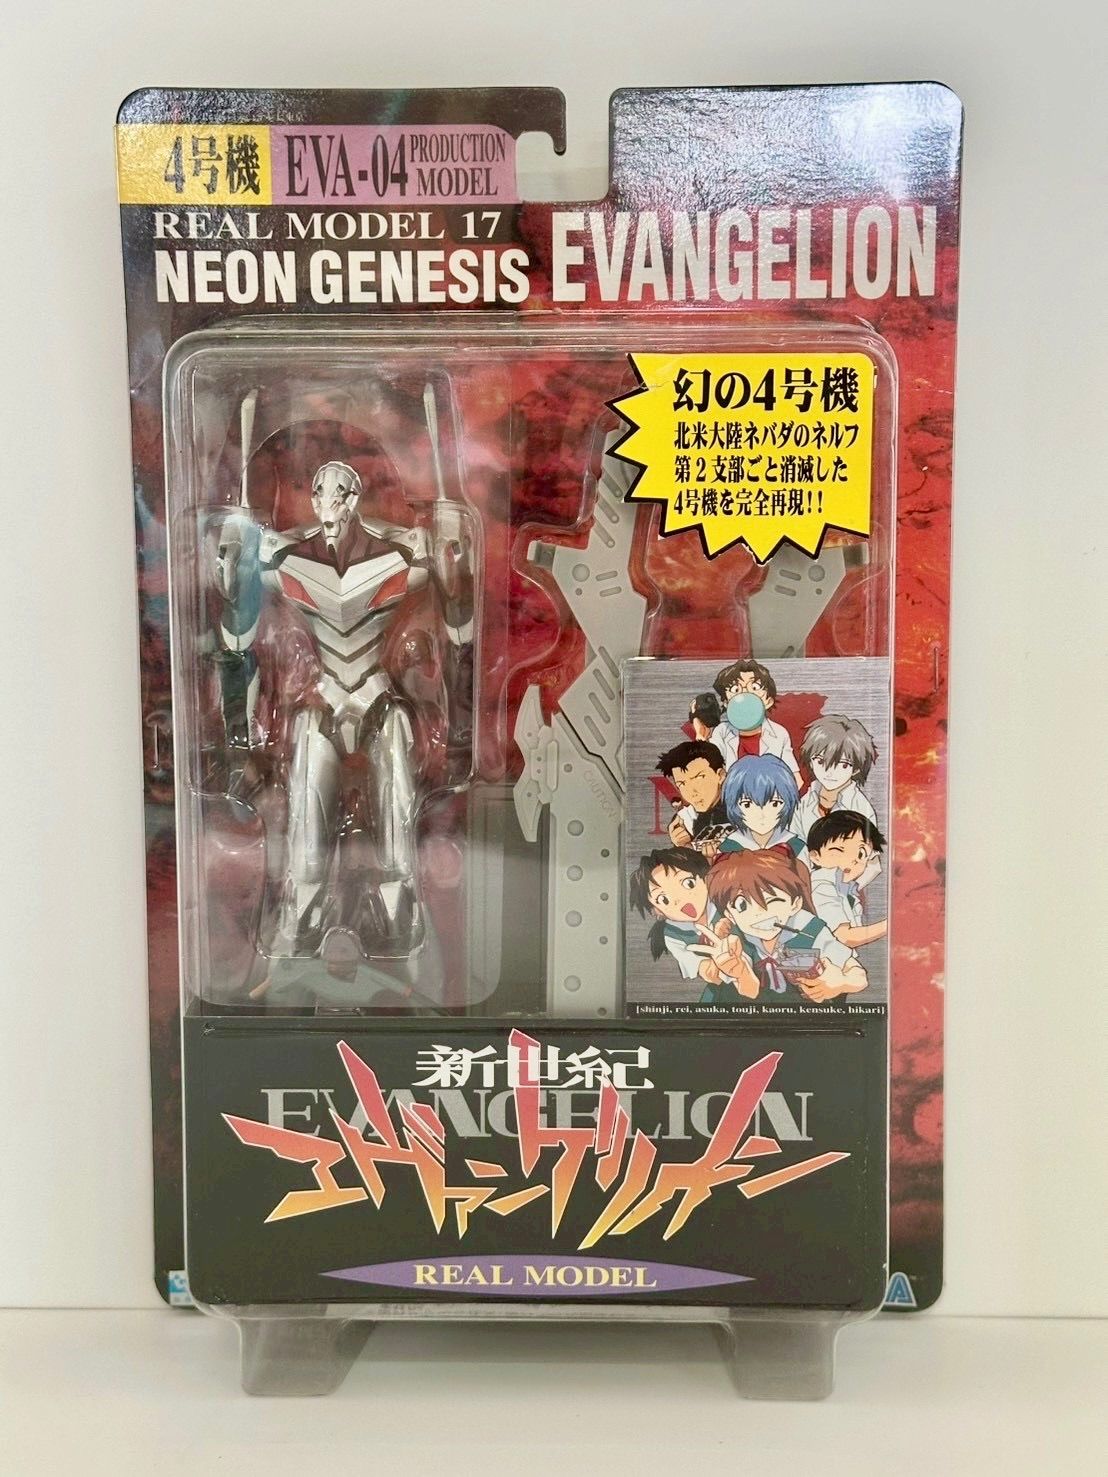 4号機
EVA-04 PRODUCTION MODEL
REAL MODEL 17
NEON GENESIS EVANGELION
幻の4号機
北米大陸ネバダのネルフ
第2支部ごと消滅した
4号機を完全再現!!
CAUTION
[shinji, rei, asuka, touji, kaoru, kensuke, hikari]
新世紀
EVANGELION
エヴァンゲリオン
REAL MODEL